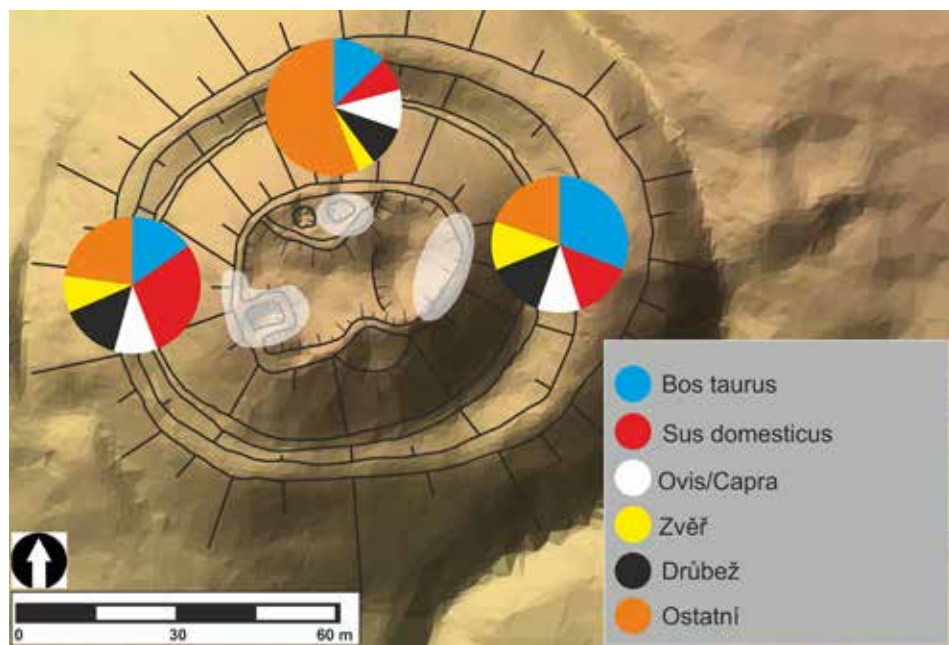 Bos taurus
Sus domesticus
Ovis/Capra
Zvěř
Drůbež
Ostatní
0 30 60 m